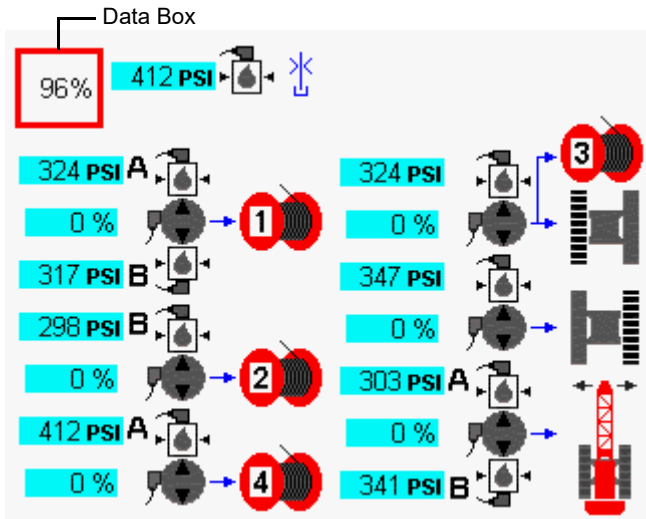 Data Box
96% 412 PSI
3
324 PSI A 324 PSI
0 % 1 0 %
317 PSI B 347 PSI
298 PSI B 0 %
0 % 2 303 PSI A
412 PSI A 0 %
0 % 4 341 PSI B